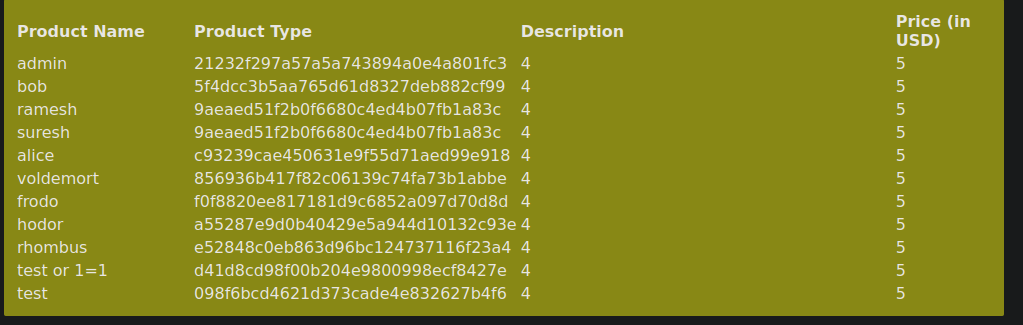 Product Name Product Type Description Price (in USD)
admin 21232f297a57a5a743894a0e4a801fc3 4 5
bob 5f4dcc3b5aa765d61d8327deb882cf99 4 5
ramesh 9aeaed51f2b0f6680c4ed4b07fb1a83c 4 5
suresh 9aeaed51f2b0f6680c4ed4b07fb1a83c 4 5
alice c93239cae450631e9f55d71aed99e918 4 5
voldemort 856936b417f82c06139c74fa73b1abbe 4 5
frodo f0f8820ee817181d9c6852a097d70d8d 4 5
hodor a55287e9d0b40429e5a944d10132c93e 4 5
rhombus e52848c0eb863d96bc124737116f23a4 4 5
test or 1=1 d41d8cd98f00b204e9800998ecf8427e 4 5
test 098f6bcd4621d373cade4e832627b4f6 4 5